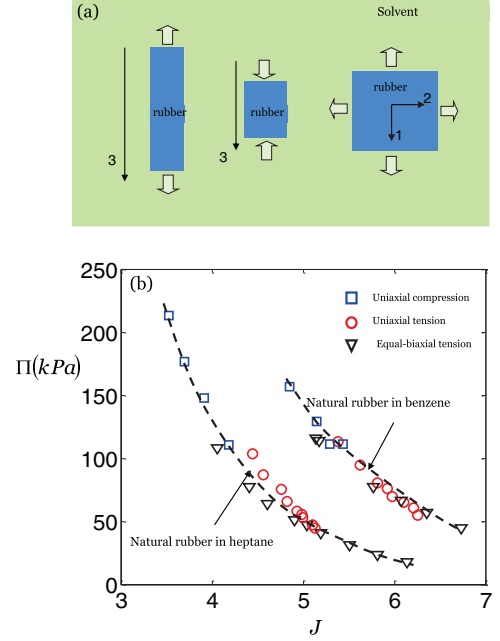 (a)
Solvent
rubber
rubber
rubber
3
3
2
1
(b)
250
200
150
100
50
0
Π(kPa)
Uniaxial compression
Uniaxial tension
Equal-biaxial tension
Natural rubber in benzene
Natural rubber in heptane
3 4 5 6 7
J